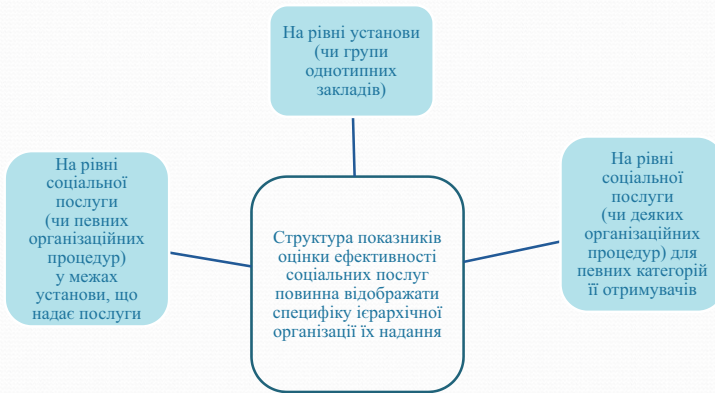 На рівні установи
(чи групи
однотипних
закладів)
На рівні
соціальної
послуги
(чи певних
організаційних
процедур)
у межах
установи, що
надає послуги
Структура показників
оцінки ефективності
соціальних послуг
повинна відображати
специфіку ієрархічної
організації їх надання
На рівні
соціальної
послуги
(чи деяких
організаційних
процедур) для
певних категорій
її отримувачів